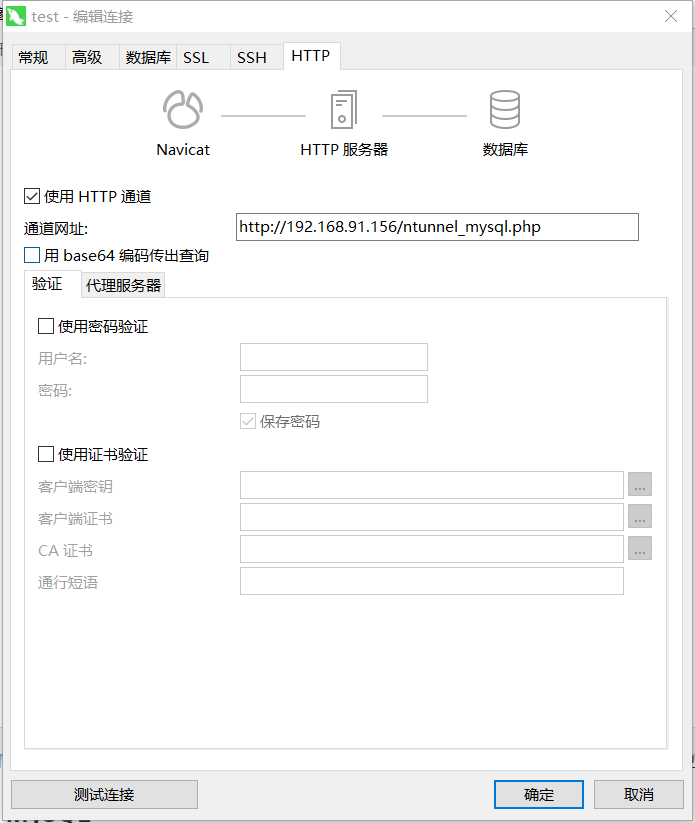 test - 编辑连接
常规 高级 数据库 SSL SSH HTTP
Navicat HTTP 服务器 数据库
使用 HTTP 通道
通道网址: http://192.168.91.156/ntunnel_mysql.php
用 base64 编码传出查询
验证 代理服务器
使用密码验证
用户名:
密码:
保存密码
使用证书验证
客户端密钥 ...
客户端证书 ...
CA 证书 ...
通行短语
测试连接 确定 取消